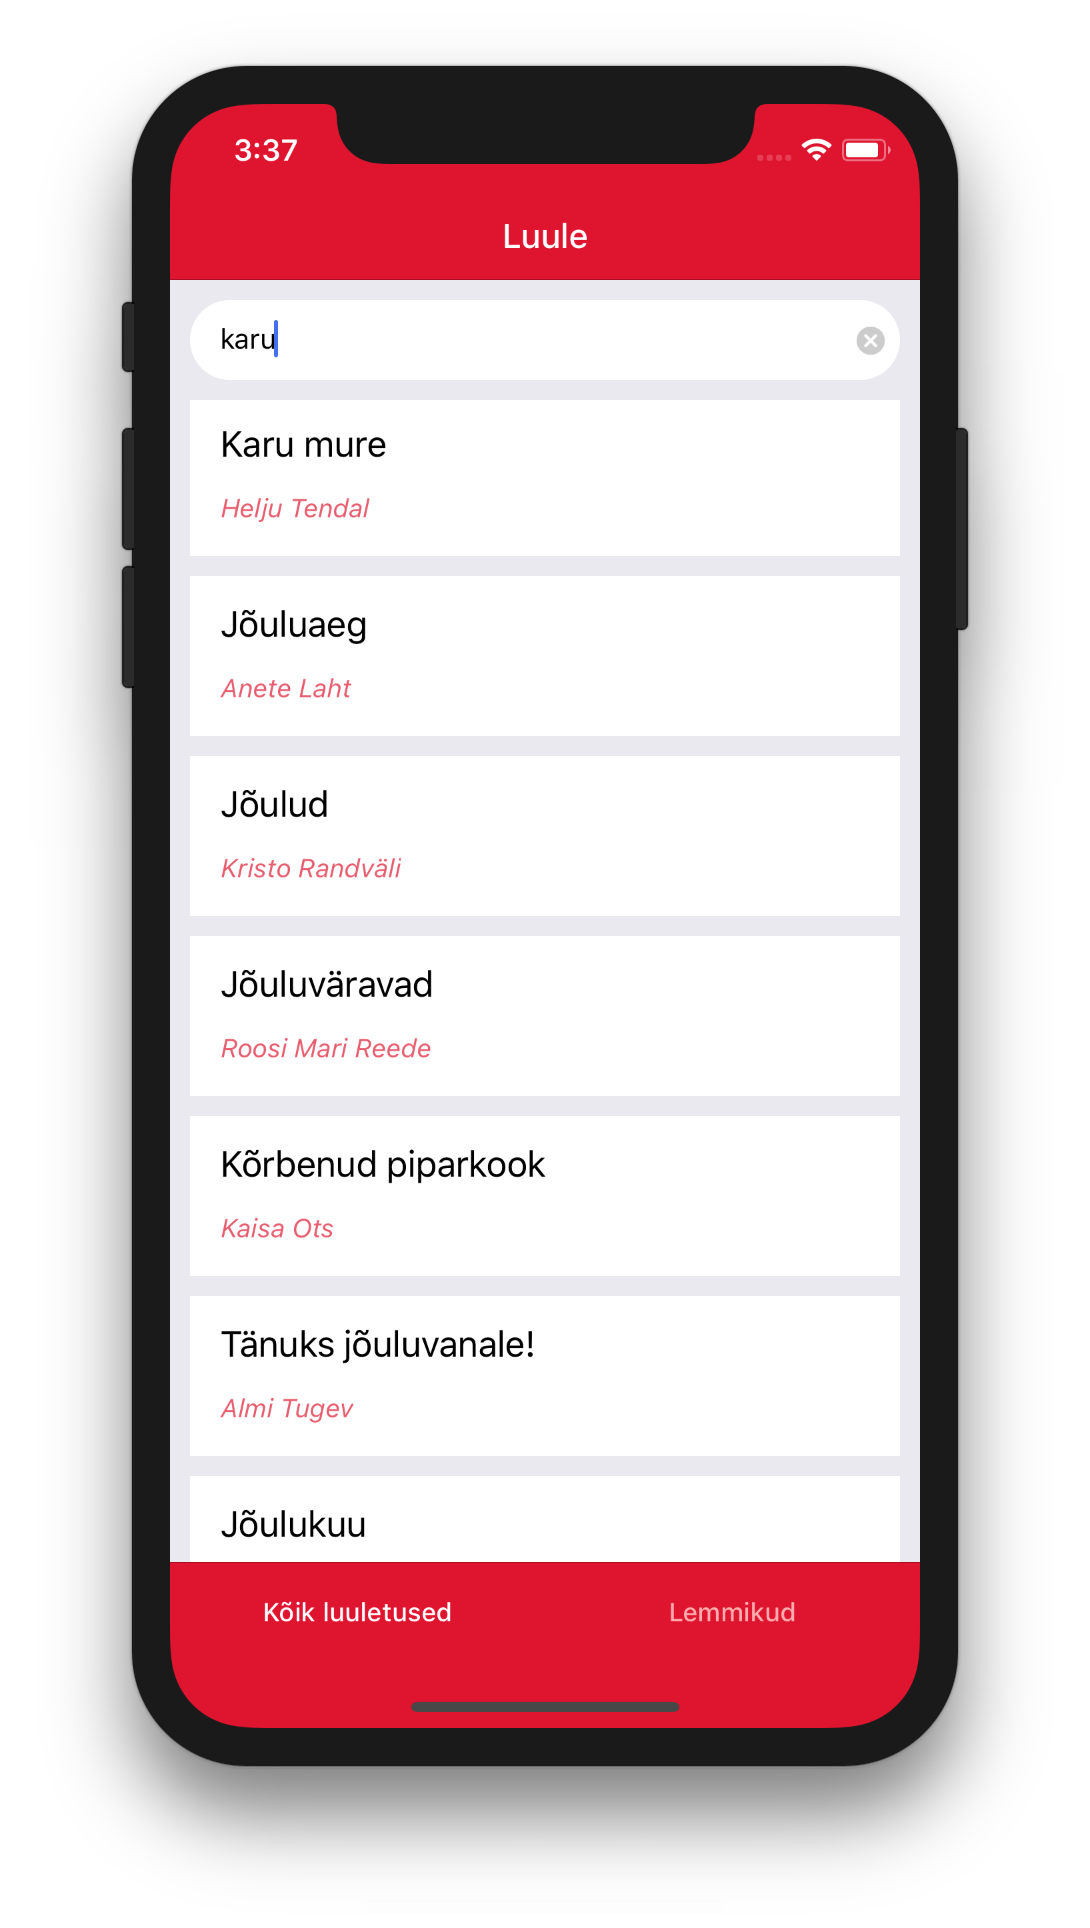 3:37
Luule
karu
Karu mure
Helju Tendal
Jõuluaeg
Anete Laht
Jõulud
Kristo Randväli
Jõuluväravad
Roosi Mari Reede
Kõrbenud piparkook
Kaisa Ots
Tänuks jõuluvanale!
Almi Tugev
Jõulukuu
Kõik luuletused
Lemmikud